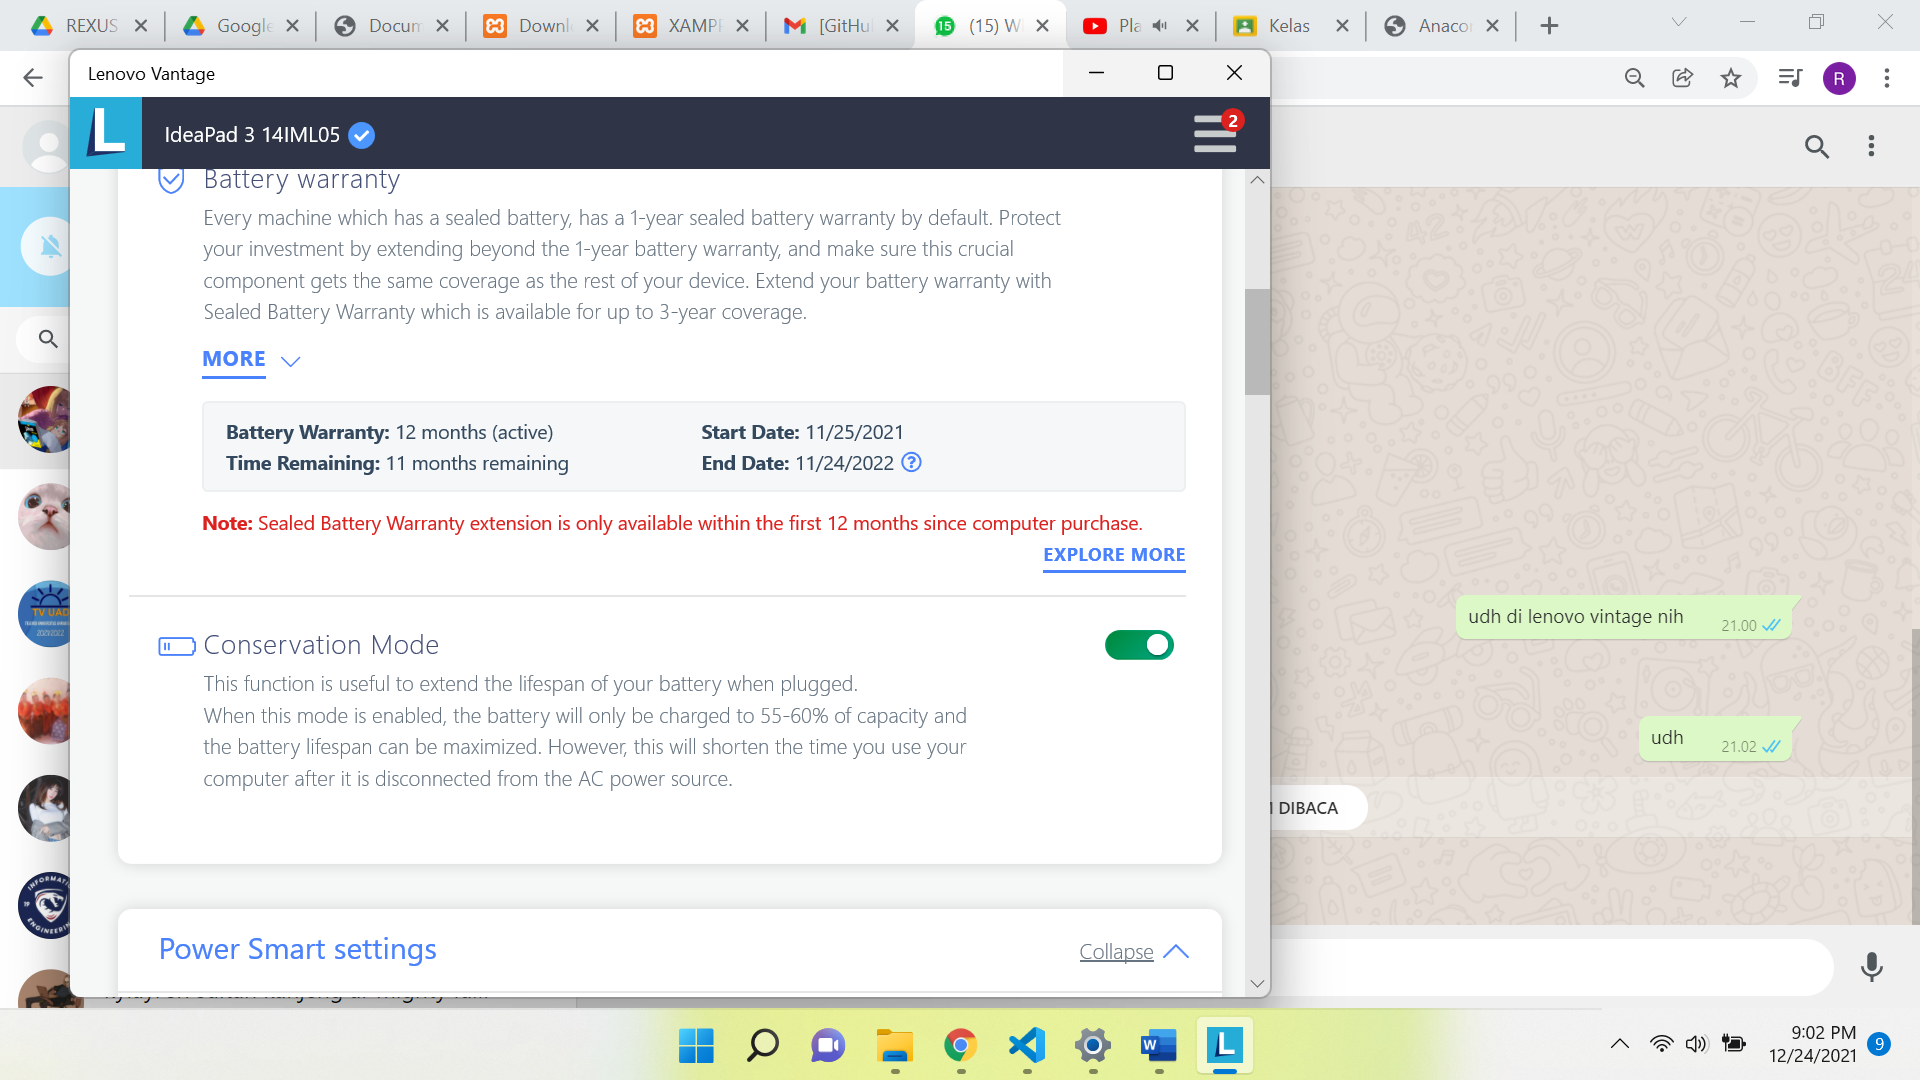 REXUS
Google
Docum
Downl
XAMPP
[GitHu
15
(15) W
Pla
Kelas
Anaco
Lenovo Vantage
R
L
IdeaPad 3 14IML05
2
Battery warranty
Every machine which has a sealed battery, has a 1-year sealed battery warranty by default. Protect
your investment by extending beyond the 1-year battery warranty, and make sure this crucial
component gets the same coverage as the rest of your device. Extend your battery warranty with
Sealed Battery Warranty which is available for up to 3-year coverage.
MORE
Battery Warranty: 12 months (active)
Start Date: 11/25/2021
Time Remaining: 11 months remaining
End Date: 11/24/2022 ?
Note: Sealed Battery Warranty extension is only available within the first 12 months since computer purchase.
EXPLORE MORE
Conservation Mode
This function is useful to extend the lifespan of your battery when plugged.
When this mode is enabled, the battery will only be charged to 55-60% of capacity and
the battery lifespan can be maximized. However, this will shorten the time you use your
computer after it is disconnected from the AC power source.
udh di lenovo vintage nih 21.00
udh 21.02
DIBACA
TV UAD
Power Smart settings
Collapse
W
L
9:02 PM
12/24/2021
9